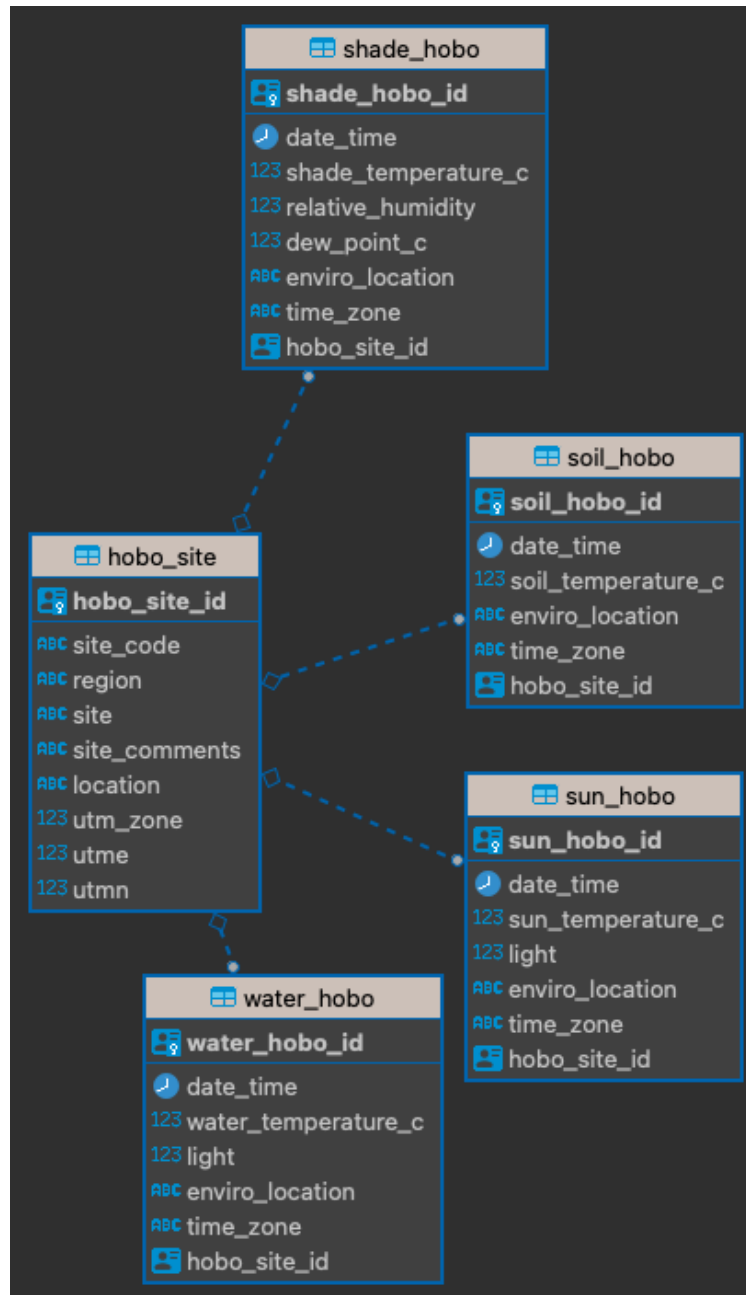 shade_hobo
shade_hobo_id
date_time
123 shade_temperature_c
123 relative_humidity
123 dew_point_c
ABC enviro_location
ABC time_zone
hobo_site_id
soil_hobo
soil_hobo_id
date_time
123 soil_temperature_c
ABC enviro_location
ABC time_zone
hobo_site_id
hobo_site
hobo_site_id
ABC site_code
ABC region
ABC site
ABC site_comments
ABC location
123 utm_zone
123 utme
123 utmn
sun_hobo
sun_hobo_id
date_time
123 sun_temperature_c
123 light
ABC enviro_location
ABC time_zone
hobo_site_id
water_hobo
water_hobo_id
date_time
123 water_temperature_c
123 light
ABC enviro_location
ABC time_zone
hobo_site_id